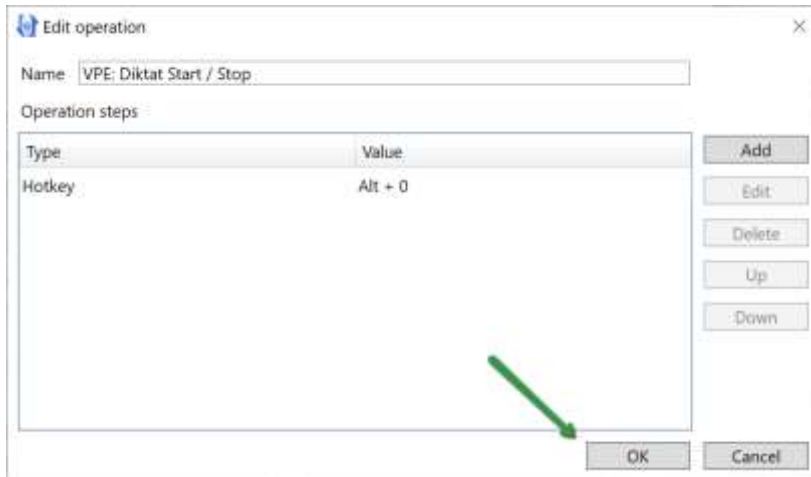 Edit operation
Name VPE: Diktat Start / Stop
Operation steps
Type Value Add
Hotkey Alt + 0 Edit
Delete
Up
Down
OK Cancel